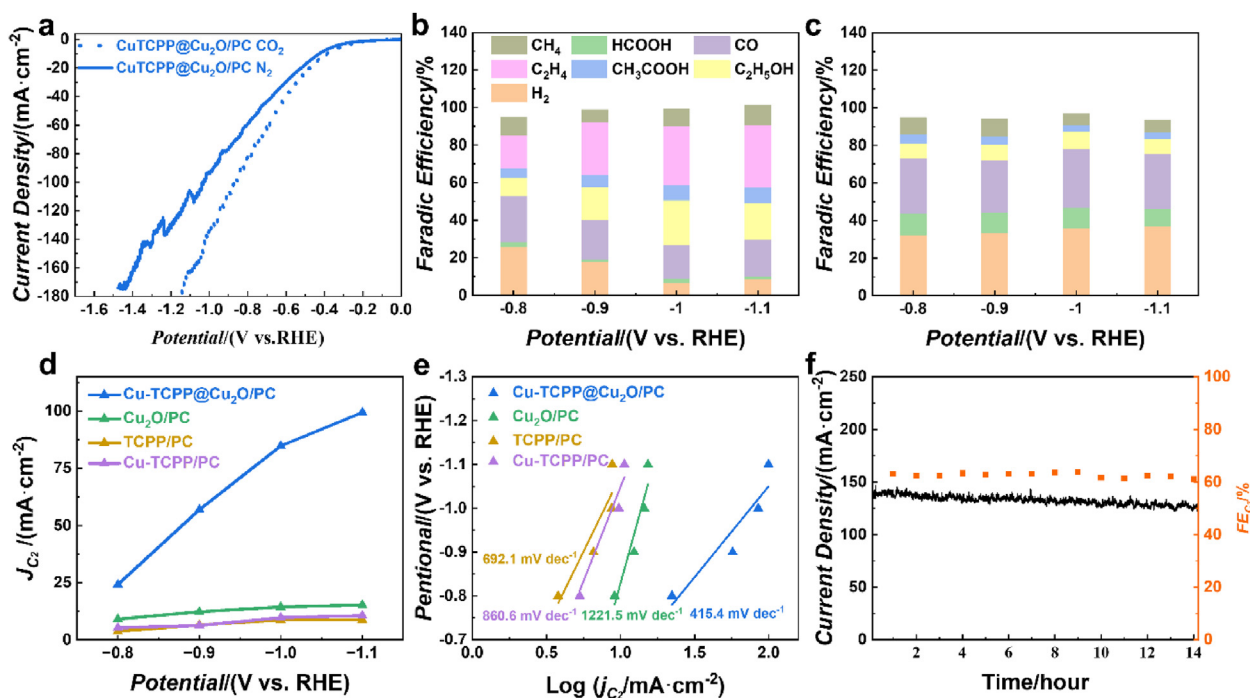 a
CuTCPP@Cu₂O/PC CO₂
CuTCPP@Cu₂O/PC N₂
0
-20
-40
-60
-80
-100
-120
-140
-160
-180
-1.6 -1.4 -1.2 -1.0 -0.8 -0.6 -0.4 -0.2 0.0
Current Density/(mA·cm⁻²)
Potential/(V vs.RHE)
b
CH₄ HCOOH CO
C₂H₄ CH₃COOH C₂H₅OH
H₂
140
120
100
80
60
40
20
0
-0.8 -0.9 -1 -1.1
Faradic Efficiency/%
Potential/(V vs. RHE)
c
140
120
100
80
60
40
20
0
-0.8 -0.9 -1 -1.1
Faradic Efficiency/%
Potential/(V vs. RHE)
d
Cu-TCPP@Cu₂O/PC
Cu₂O/PC
TCPP/PC
Cu-TCPP/PC
100
75
50
25
0
−0.8 −0.9 −1.0 −1.1
J_C₂ /(mA·cm⁻²)
Potential/(V vs. RHE)
e
Cu-TCPP@Cu₂O/PC
Cu₂O/PC
TCPP/PC
Cu-TCPP/PC
-1.3
-1.2
-1.1
-1.0
-0.9
-0.8
-0.7
692.1 mV dec⁻¹
860.6 mV dec⁻¹ 1221.5 mV dec⁻¹ 415.4 mV dec⁻¹
0.0 0.5 1.0 1.5 2.0
Pentional/(V vs. RHE)
Log (j_C₂/mA·cm⁻²)
f
250
200
150
100
50
0
100
80
60
40
20
0
2 4 6 8 10 12 14
Current Density/(mA·cm⁻²)
Time/hour